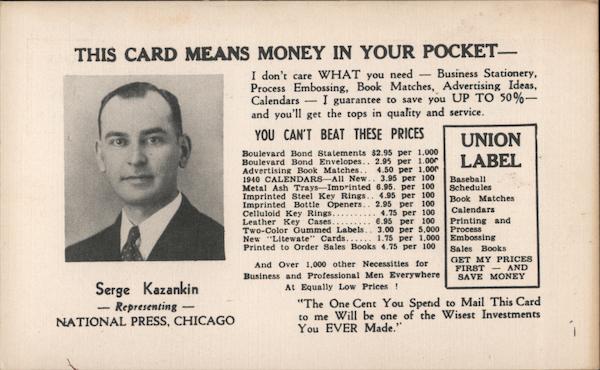 THIS CARD MEANS MONEY IN YOUR POCKET—
I don't care WHAT you need — Business Stationery,
Process Embossing, Book Matches, Advertising Ideas,
Calendars — I guarantee to save you UP TO 50%—
and you'll get the tops in quality and service.
YOU CAN'T BEAT THESE PRICES
Boulevard Bond Statements $2.95 per 1,000
Boulevard Bond Envelopes.. 2.95 per 1,000
Advertising Book Matches.. 4.50 per 1,000
1940 CALENDARS—All New.. 3.95 per 100
Metal Ash Trays—Imprinted 6.95 per 100
Imprinted Steel Key Rings.. 4.95 per 100
Imprinted Bottle Openers.. 2.95 per 100
Celluloid Key Rings.......... 4.75 per 100
Leather Key Cases............ 6.95 per 100
Two-Color Gummed Labels.. 3.00 per 5,000
New "Litewate" Cards...... 1.75 per 1,000
Printed to Order Sales Books 4.75 per 100
And Over 1,000 other Necessities for
Business and Professional Men Everywhere
At Equally Low Prices !
UNION
LABEL
Baseball
Schedules
Book Matches
Calendars
Printing and
Process
Embossing
Sales Books
GET MY PRICES
FIRST — AND
SAVE MONEY
Serge Kazankin
— Representing —
NATIONAL PRESS, CHICAGO
"The One Cent You Spend to Mail This Card
to me Will be one of the Wisest Investments
You EVER Made."